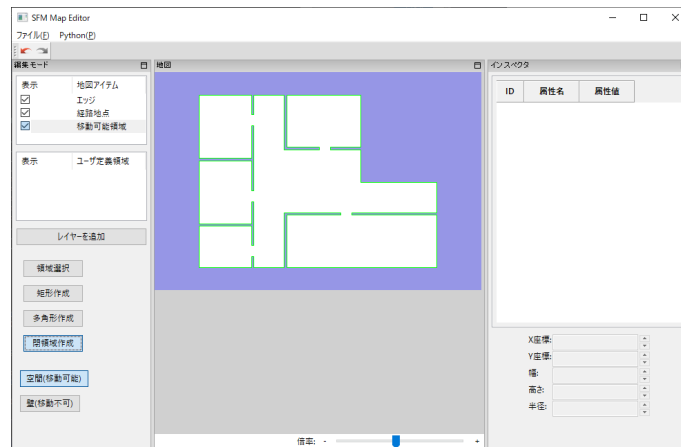 SFM Map Editor
ファイル(F) Python(P)
編集モード
地図
インスペクタ
表示 地図アイテム
エッジ
経路地点
移動可能領域
表示 ユーザ定義領域
レイヤーを追加
領域選択
矩形作成
多角形作成
閉領域作成
空間(移動可能)
壁(移動不可)
倍率: - +
ID 属性名 属性値
X座標:
Y座標:
幅:
高さ:
半径: